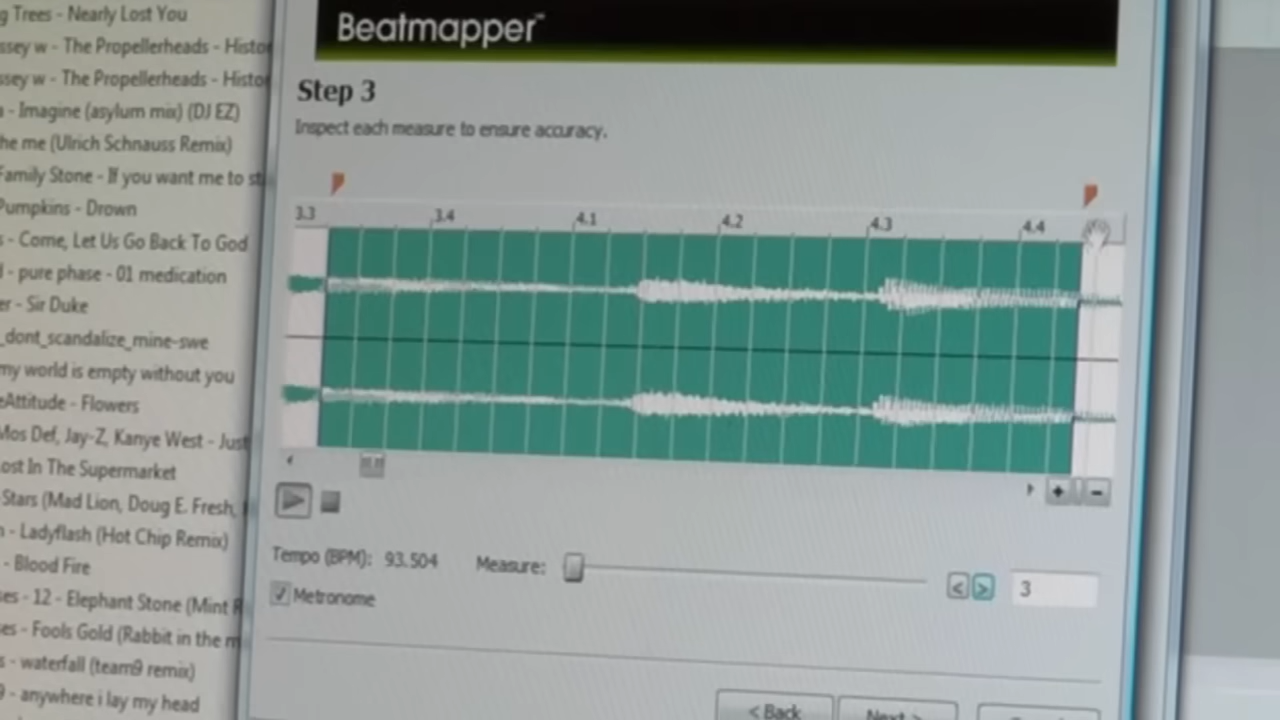 g Trees - Nearly Lost You
ssey w - The Propellerheads - Histor
ssey w - The Propellerheads - Histor
- Imagine (asylum mix) (DJ EZ)
he me (Ulrich Schnauss Remix)
Family Stone - If you want me to st
Pumpkins - Drown
s - Come, Let Us Go Back To God
- pure phase - 01 medication
er - Sir Duke
_dont_scandalize_mine-swe
my world is empty without you
eAttitude - Flowers
Mos Def, Jay-Z, Kanye West - Just
ost In The Supermarket
Stars (Mad Lion, Doug E. Fresh,
- Ladyflash (Hot Chip Remix)
- Blood Fire
es - 12 - Elephant Stone (Mint R
es - Fools Gold (Rabbit in the m
s - waterfall (team9 remix)
9 - anywhere i lay my head
Beatmapper™
Step 3
Inspect each measure to ensure accuracy.
3.3 3.4 4.1 4.2 4.3 4.4
+ -
Tempo (BPM): 93.504 Measure: < > 3
Metronome
< Back Next >